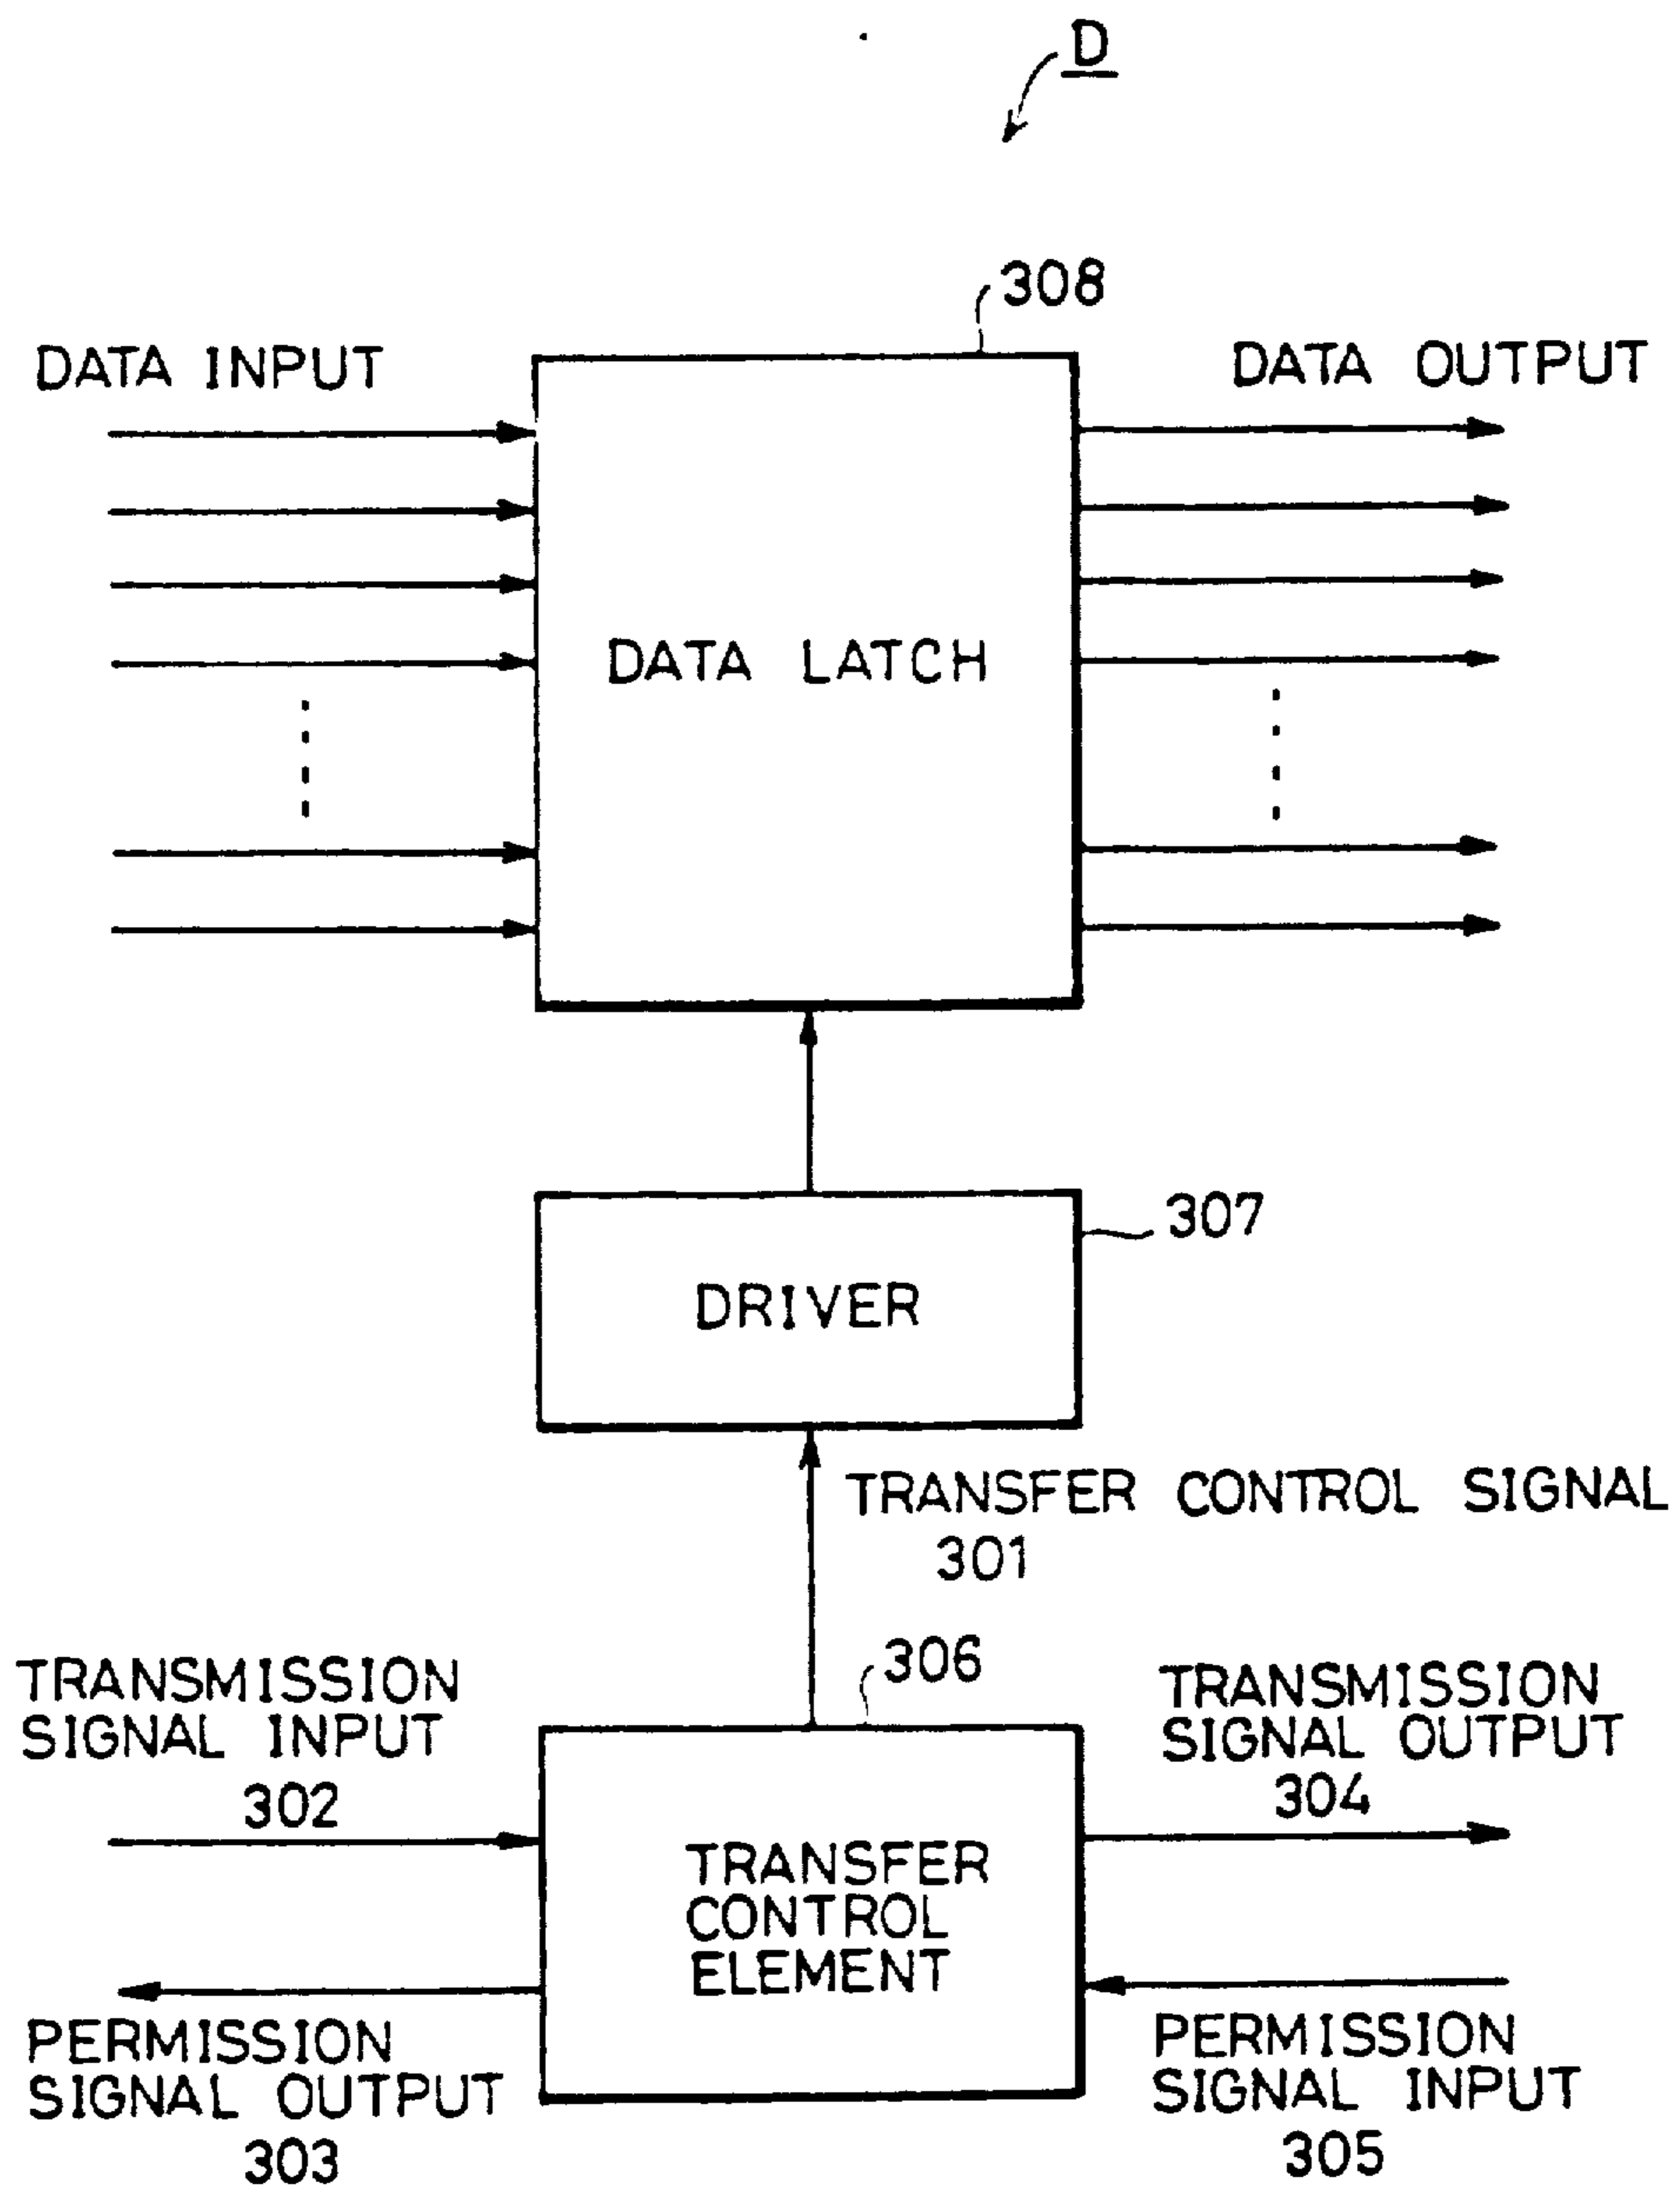 D
308
DATA INPUT
DATA OUTPUT
DATA LATCH
307
DRIVER
TRANSFER CONTROL SIGNAL
301
306
TRANSMISSION
SIGNAL INPUT
302
TRANSMISSION
SIGNAL OUTPUT
304
TRANSFER
CONTROL
ELEMENT
PERMISSION
SIGNAL OUTPUT
303
PERMISSION
SIGNAL INPUT
305